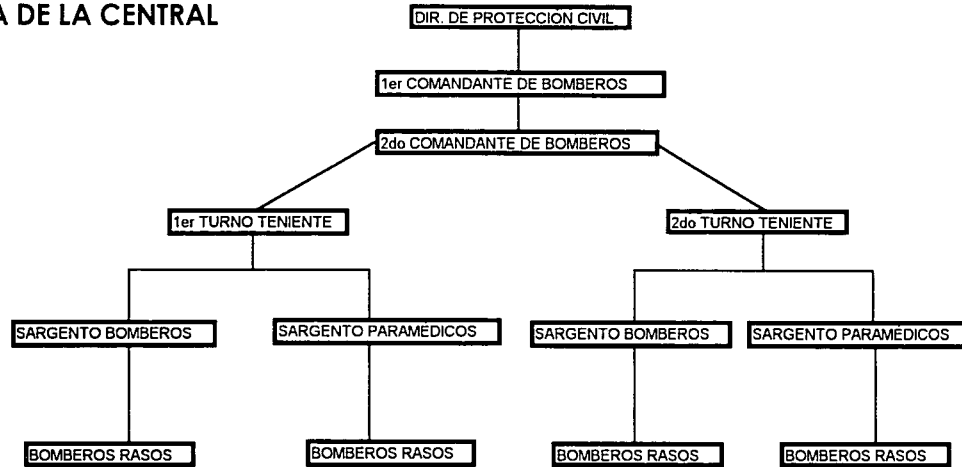 A DE LA CENTRAL
DIR. DE PROTECCION CIVIL
1er COMANDANTE DE BOMBEROS
2do COMANDANTE DE BOMBEROS
1er TURNO TENIENTE
2do TURNO TENIENTE
SARGENTO BOMBEROS
SARGENTO PARAMÉDICOS
SARGENTO BOMBEROS
SARGENTO PARAMÉDICOS
BOMBEROS RASOS
BOMBEROS RASOS
BOMBEROS RASOS
BOMBEROS RASOS